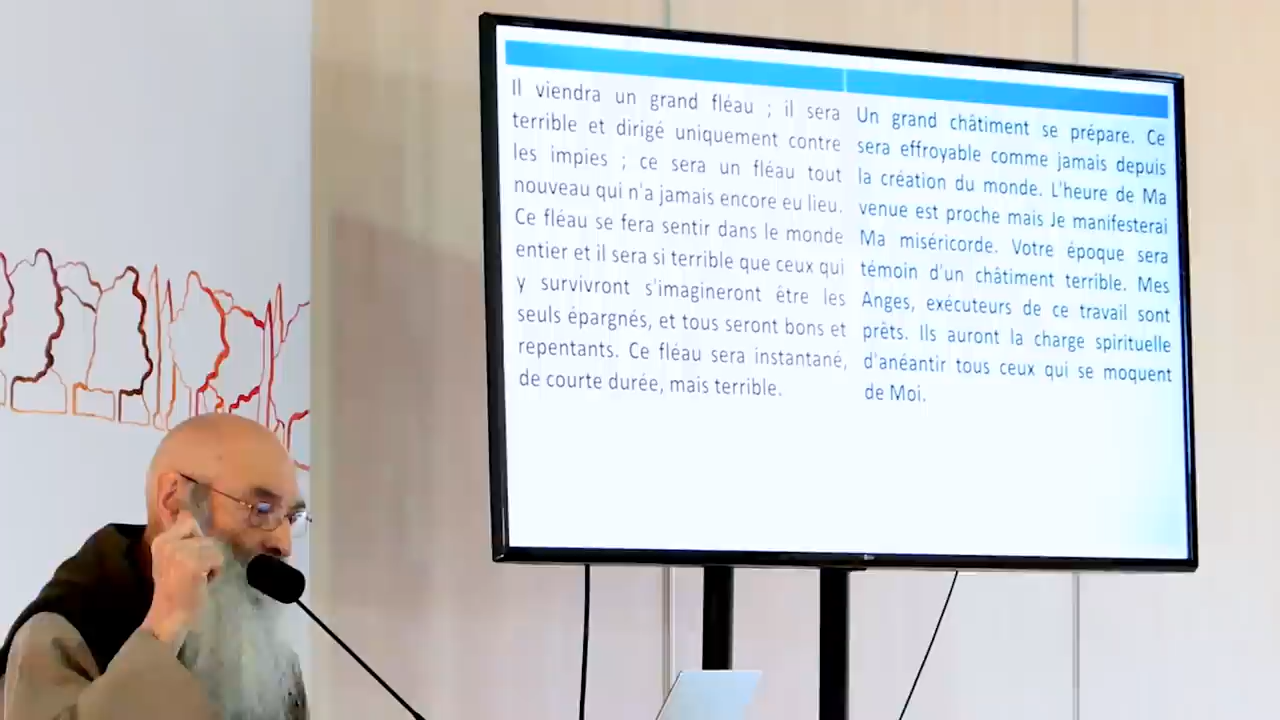 Il viendra un grand fléau ; il sera
terrible et dirigé uniquement contre
les impies ; ce sera un fléau tout
nouveau qui n'a jamais encore eu lieu.
Ce fléau se fera sentir dans le monde
entier et il sera si terrible que ceux qui
y survivront s'imagineront être les
seuls épargnés, et tous seront bons et
repentants. Ce fléau sera instantané,
de courte durée, mais terrible.
Un grand châtiment se prépare. Ce
sera effroyable comme jamais depuis
la création du monde. L'heure de Ma
venue est proche mais Je manifesterai
Ma miséricorde. Votre époque sera
témoin d'un châtiment terrible. Mes
Anges, exécuteurs de ce travail sont
prêts. Ils auront la charge spirituelle
d'anéantir tous ceux qui se moquent
de Moi.